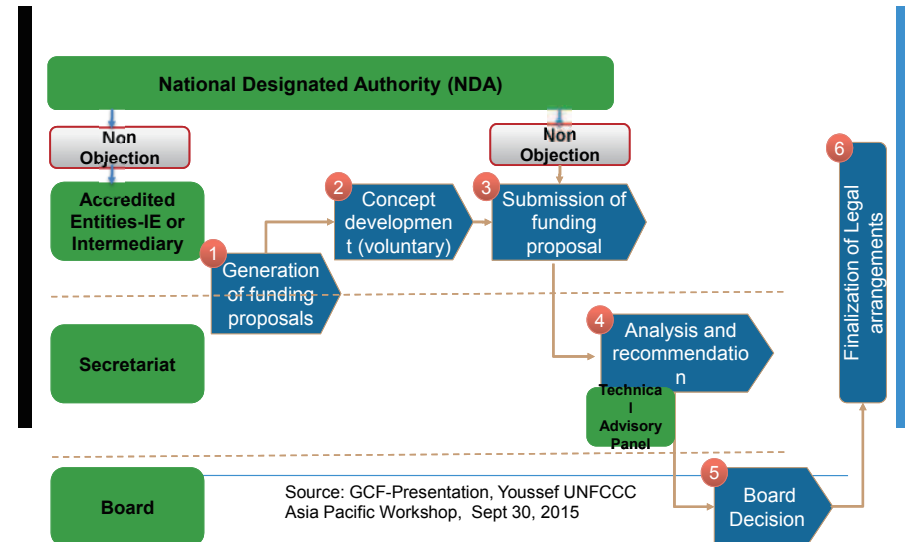 National Designated Authority (NDA)
Non
Objection
Non
Objection
6
Accredited
Entities-IE or
Intermediary
2
Concept
developmen
t (voluntary)
3
Submission of
funding
proposal
1
Generation
of funding
proposals
Finalization of Legal
arrangements
Secretariat
4
Analysis and
recommendatio
n
Technica
l
Advisory
Panel
Board
Source: GCF-Presentation, Youssef UNFCCC
Asia Pacific Workshop, Sept 30, 2015
5
Board
Decision